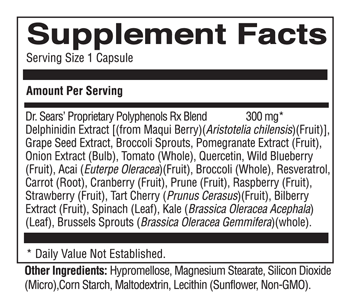 Supplement Facts
Serving Size 1 Capsule
Amount Per Serving
Dr. Sears' Proprietary Polyphenols Rx Blend 300 mg*
Delphinidin Extract [(from Maqui Berry)(Aristotelia chilensis)(Fruit)],
Grape Seed Extract, Broccoli Sprouts, Pomegranate Extract (Fruit),
Onion Extract (Bulb), Tomato (Whole), Quercetin, Wild Blueberry
(Fruit), Acai (Euterpe Oleracea)(Fruit), Broccoli (Whole), Resveratrol,
Carrot (Root), Cranberry (Fruit), Prune (Fruit), Raspberry (Fruit),
Strawberry (Fruit), Tart Cherry (Prunus Cerasus)(Fruit), Bilberry
Extract (Fruit), Spinach (Leaf), Kale (Brassica Oleracea Acephala)
(Leaf), Brussels Sprouts (Brassica Oleracea Gemmifera)(whole).
* Daily Value Not Established.
Other Ingredients: Hypromellose, Magnesium Stearate, Silicon Dioxide
(Micro),Corn Starch, Maltodextrin, Lecithin (Sunflower, Non-GMO).